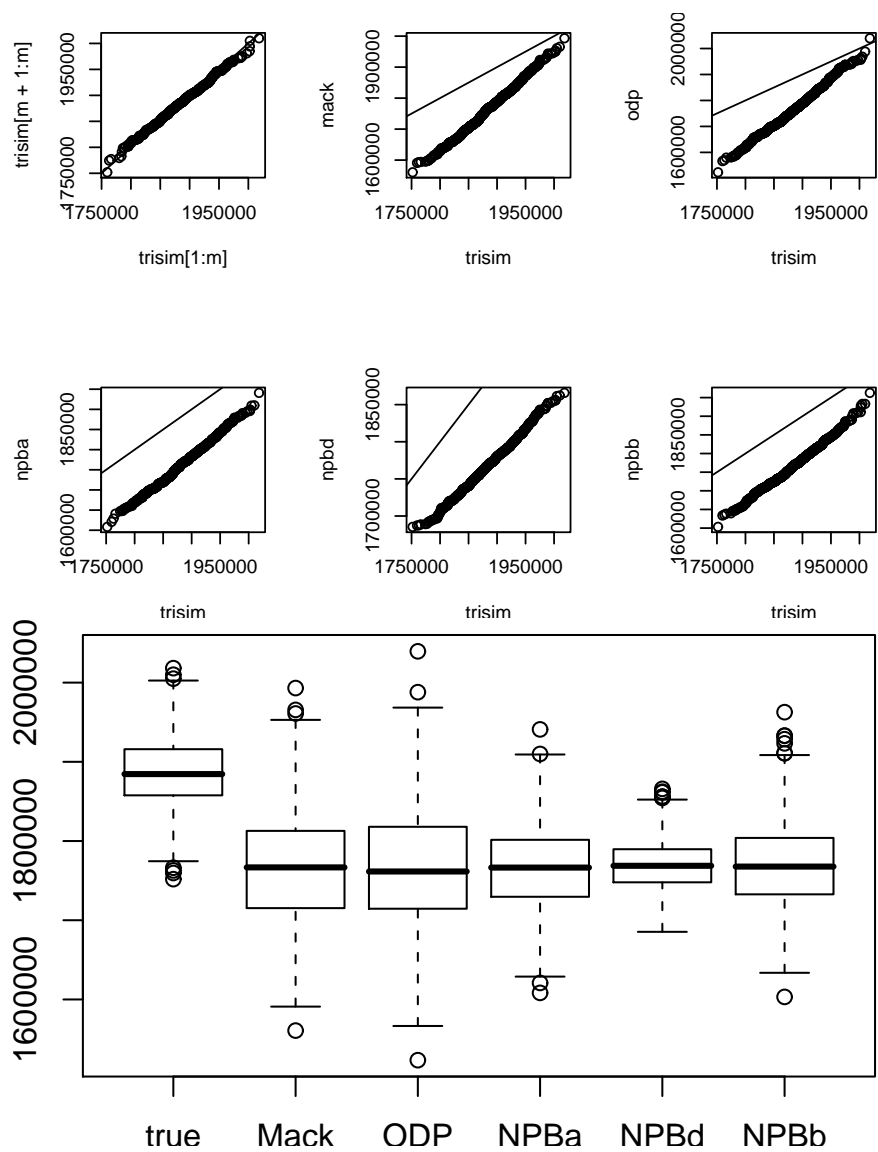 trisim[m + 1:m]
1750000 1950000
1750000 1950000
trisim[1:m]
mack
1600000 1900000
1750000 1950000
trisim
odp
1600000 2000000
1750000 1950000
trisim
npba
1600000 1850000
1750000 1950000
trisim
npbd
1700000 1850000
1750000 1950000
trisim
npbb
1600000 1850000
1750000 1950000
trisim
1600000 1800000 2000000
true Mack ODP NPBa NPBd NPBb